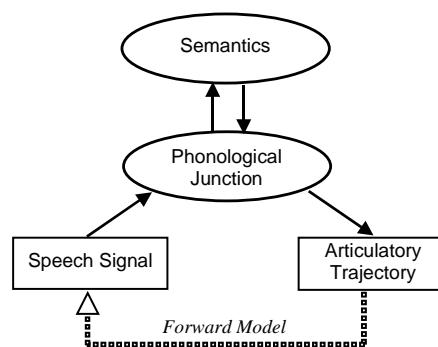 Semantics
Phonological
Junction
Speech Signal
Articulatory
Trajectory
Forward Model